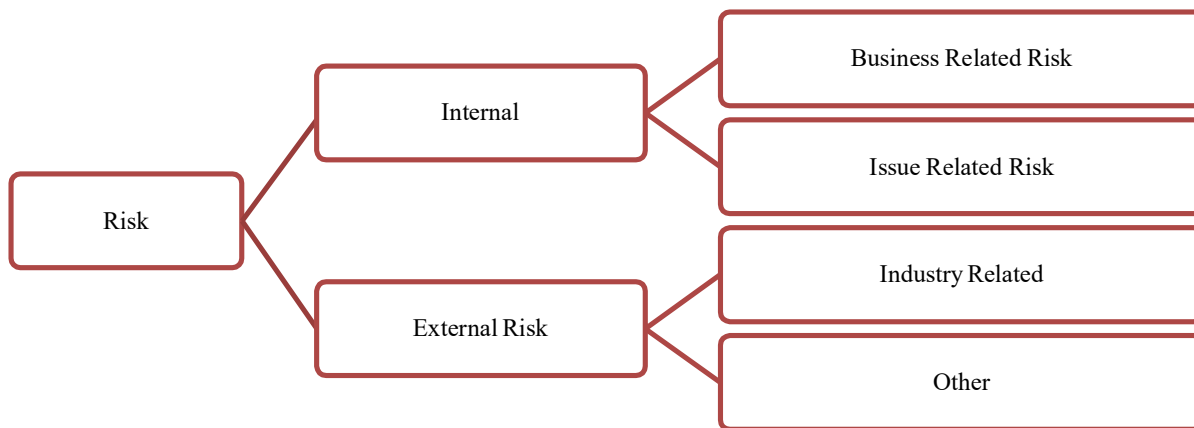 Risk
Internal
External Risk
Business Related Risk
Issue Related Risk
Industry Related
Other